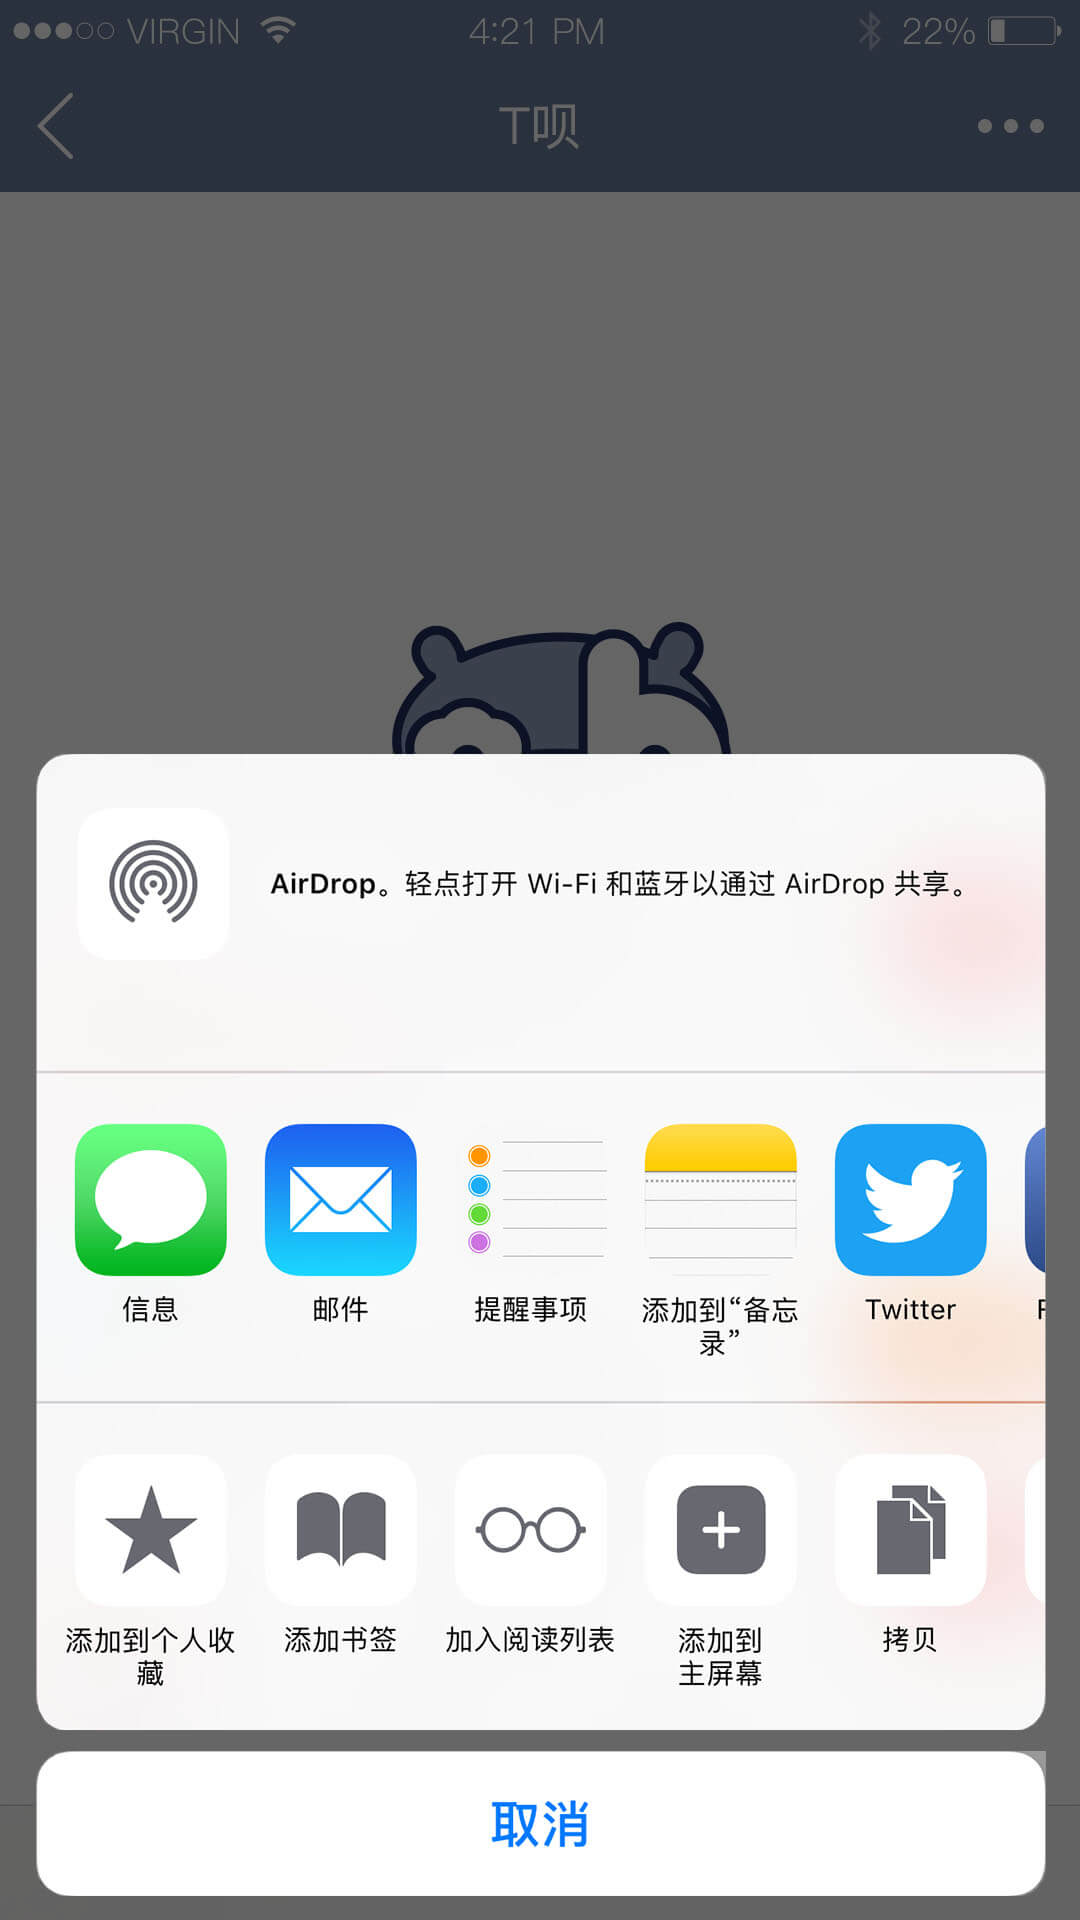 VIRGIN 4:21 PM 22%
T呗
AirDrop。轻点打开 Wi-Fi 和蓝牙以通过 AirDrop 共享。
信息 邮件 提醒事项 添加到“备忘 Twitter
录”
添加到个人收 添加书签 加入阅读列表 添加到 拷贝
藏 主屏幕
取消